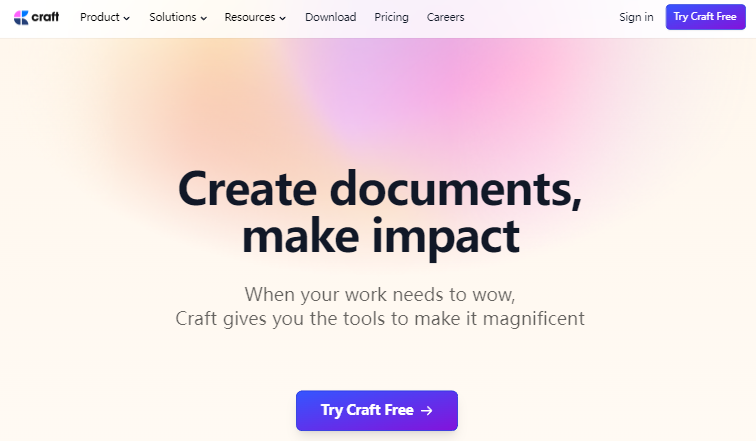 craft Product Solutions Resources Download Pricing Careers Sign in Try Craft Free
Create documents,
make impact
When your work needs to wow,
Craft gives you the tools to make it magnificent
Try Craft Free →